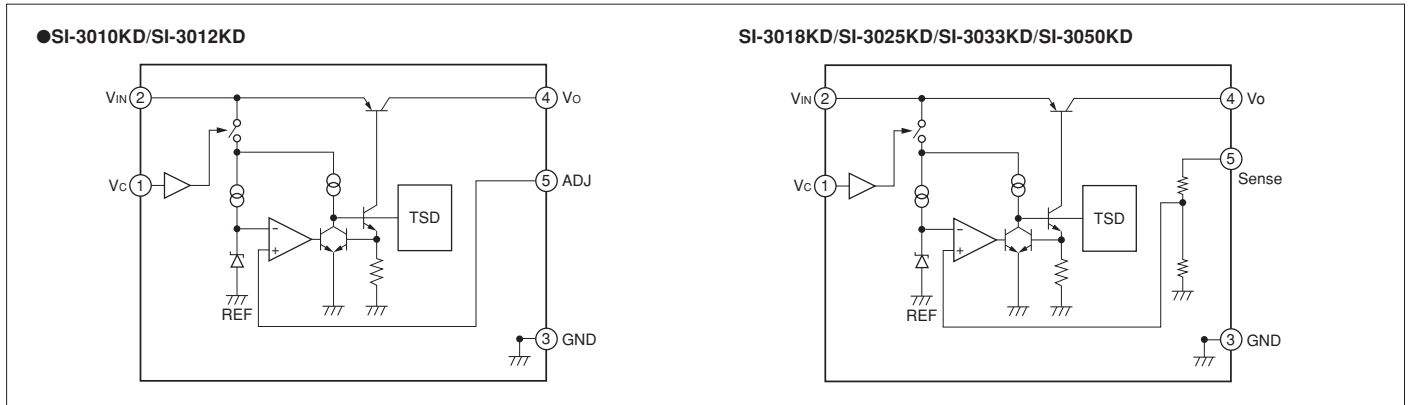 ●SI-3010KD/SI-3012KD
VIN 2
4 VO
VC 1
5 ADJ
TSD
−
+
REF
3 GND
SI-3018KD/SI-3025KD/SI-3033KD/SI-3050KD
VIN 2
4 Vo
5
Sense
VC 1
TSD
−
+
REF
3 GND